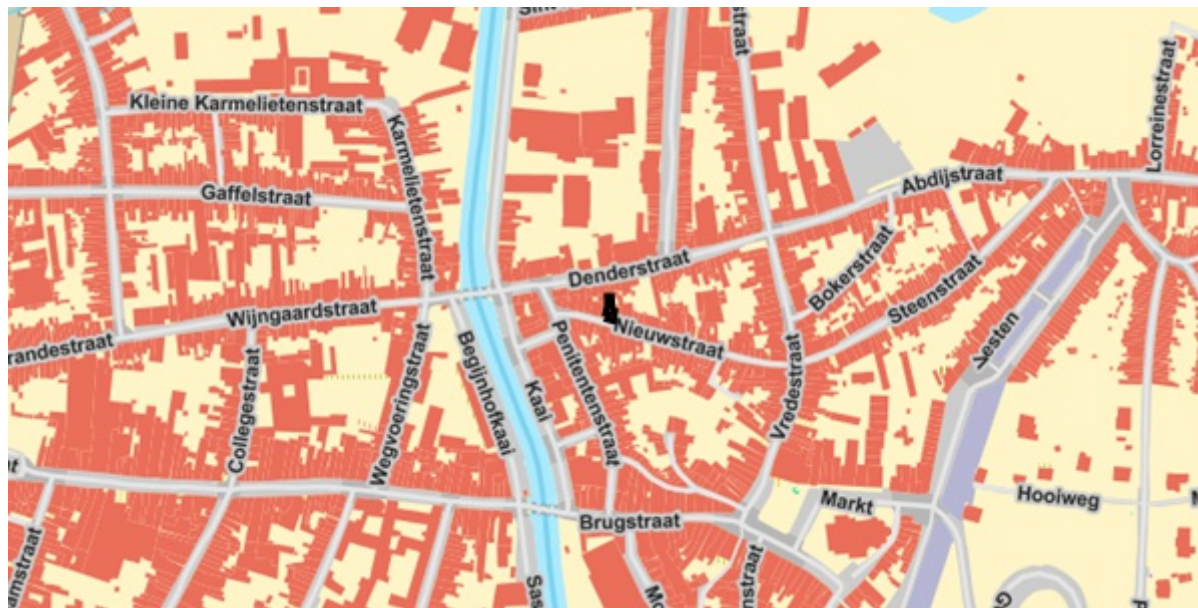 straat
Lorreinestraat
Kleine Karmelietenstraat
Karmelietenstraat
Gaffelstraat
Abdijstraat
Denderstraat
Bokerstraat
Steenstraat
Wijngaardstraat
Nieuwstraat
randestraat
Vesten
Begijnhofkaai
Kaai
Penitentenstraat
Vredestraat
Collegestraat
Wegvoeringstraat
Markt
Hooiweg
Brugstraat